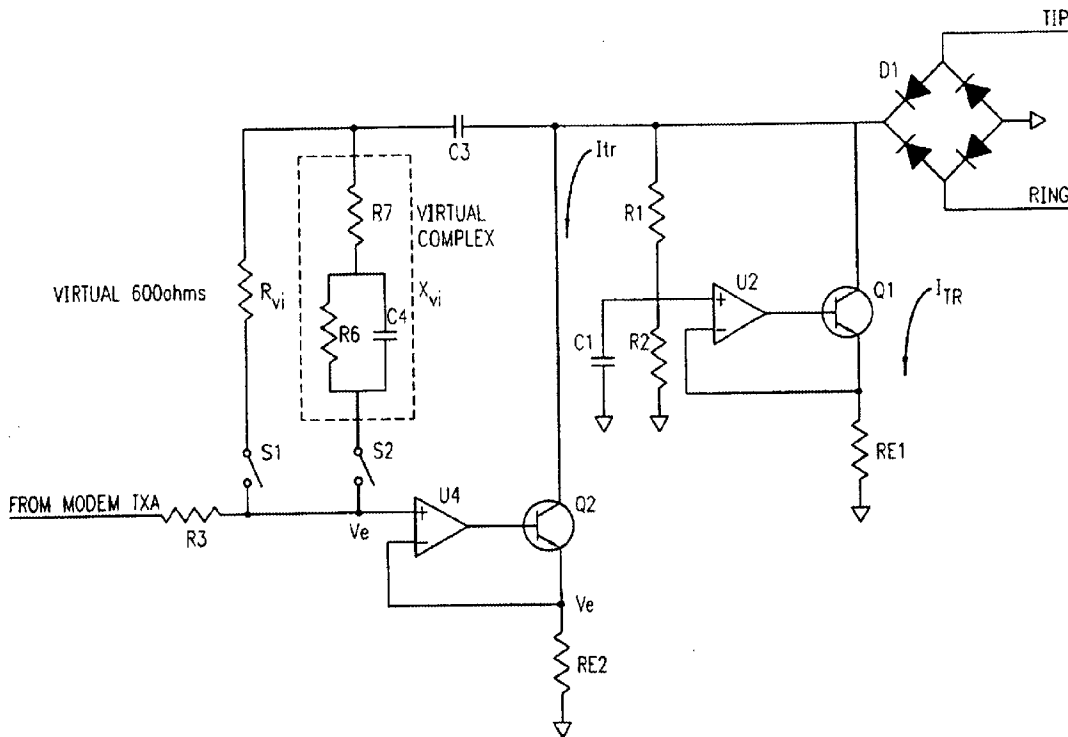 TIP
D1
C3
Itr
R7
VIRTUAL
COMPLEX
R1
RING
VIRTUAL 600ohms
Rvi
Xvi
U2
Q1
ITR
R6
C4
C1
R2
+
−
S1
S2
RE1
FROM MODEM TXA
R3
Ve
U4
+
−
Q2
Ve
RE2